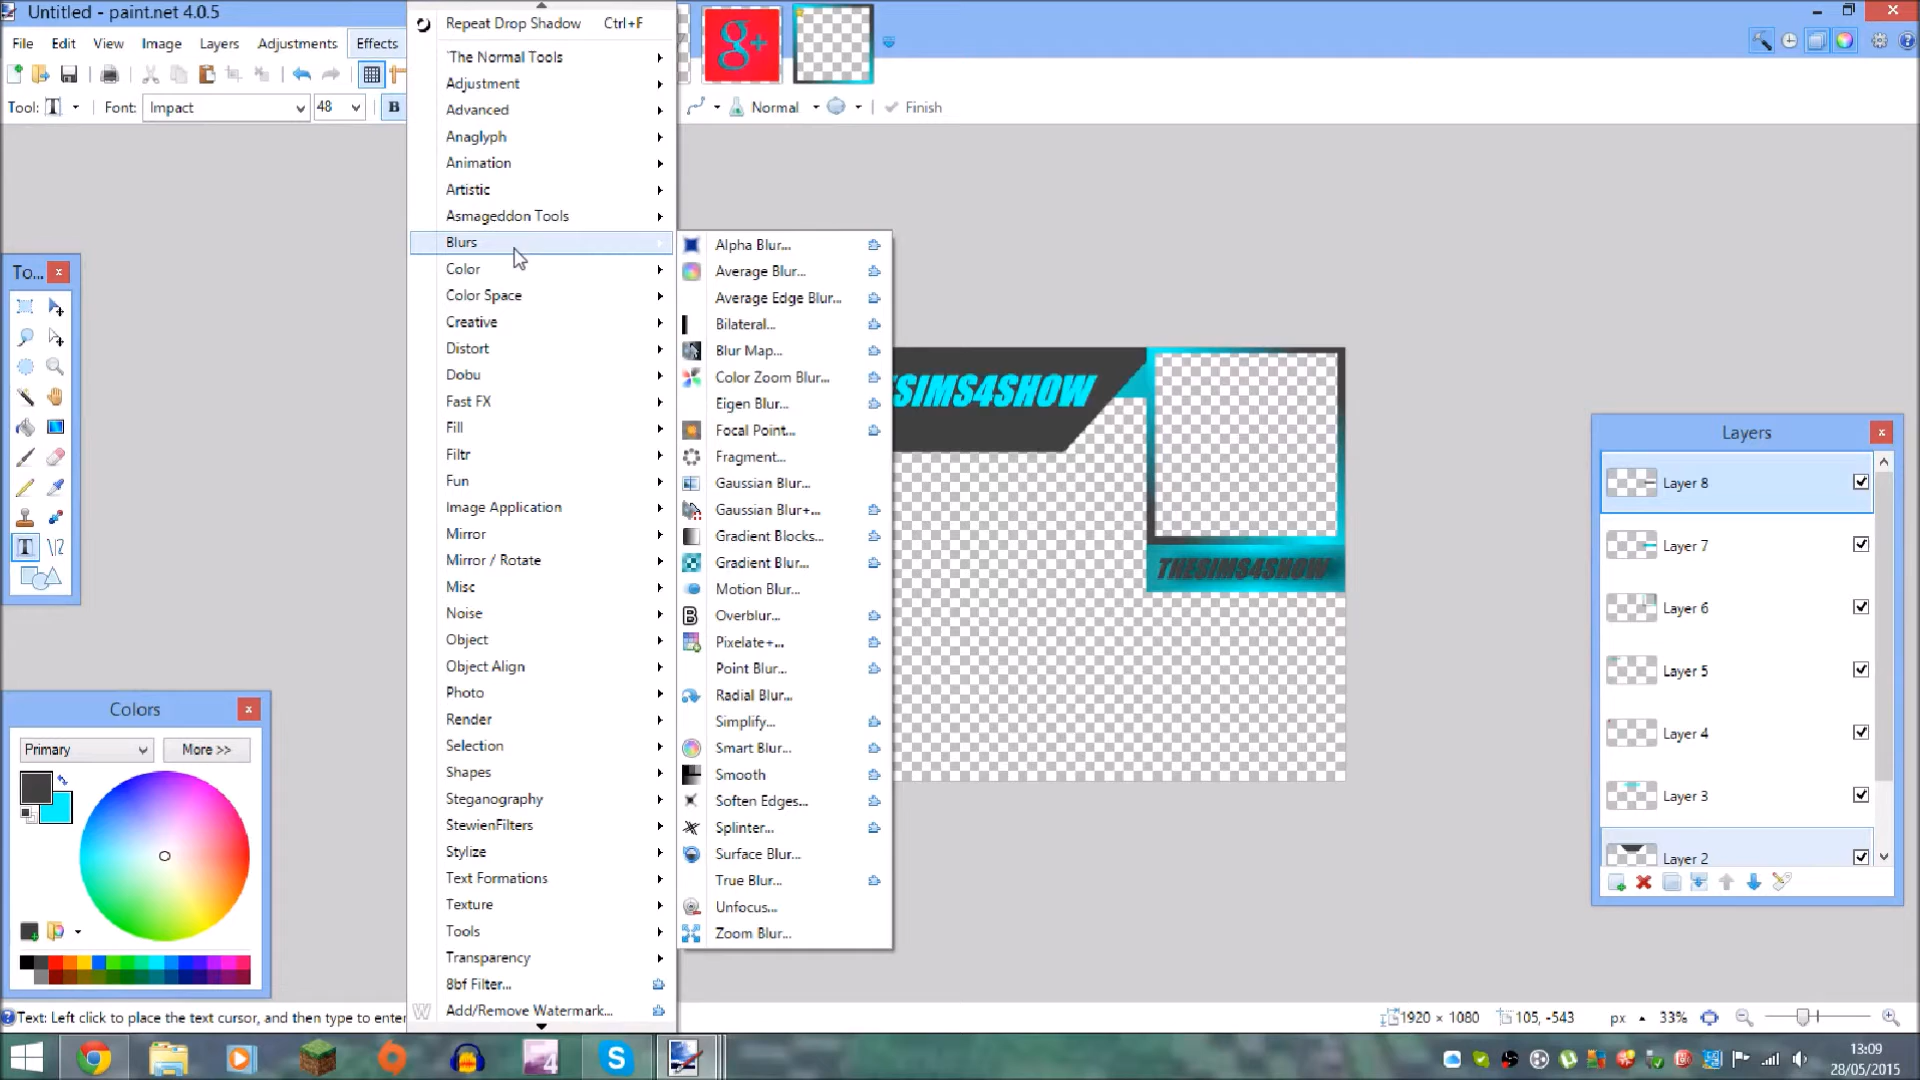 Untitled - paint.net 4.0.5
File Edit View Image Layers Adjustments Effects
Tool: T Font: Impact 48 B Normal Finish
Repeat Drop Shadow Ctrl+F
'The Normal Tools
Adjustment
Advanced
Anaglyph
Animation
Artistic
Asmageddon Tools
Blurs
Color
Color Space
Creative
Distort
Dobu
Fast FX
Fill
Filtr
Fun
Image Application
Mirror
Mirror / Rotate
Misc
Noise
Object
Object Align
Photo
Render
Selection
Shapes
Steganography
StewienFilters
Stylize
Text Formations
Texture
Tools
Transparency
8bf Filter...
Add/Remove Watermark...
Alpha Blur...
Average Blur...
Average Edge Blur...
Bilateral...
Blur Map...
Color Zoom Blur...
Eigen Blur...
Focal Point...
Fragment...
Gaussian Blur...
Gaussian Blur+...
Gradient Blocks...
Gradient Blur...
Motion Blur...
Overblur...
Pixelate+...
Point Blur...
Radial Blur...
Simplify...
Smart Blur...
Smooth
Soften Edges...
Splinter...
Surface Blur...
True Blur...
Unfocus...
Zoom Blur...
g+
ESIMS4SHOW
THESIMS4SHOW
To...
Colors
Primary
More >>
Layers
Layer 8
Layer 7
Layer 6
Layer 5
Layer 4
Layer 3
Layer 2
Text: Left click to place the text cursor, and then type to enter
1920 × 1080 105, -543 px 33%
13:09
28/05/2015